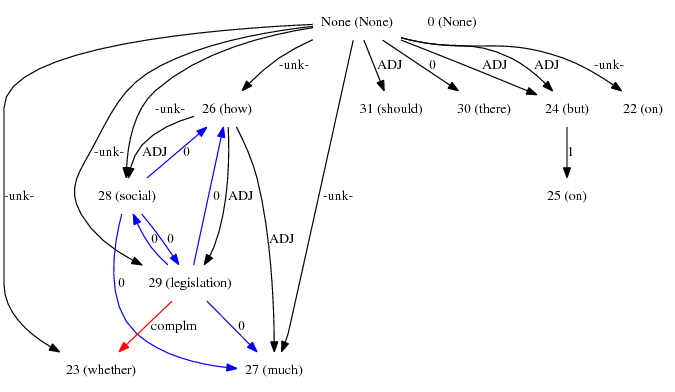 None (None) 0 (None)
-unk- ADJ 0 ADJ ADJ -unk-
-unk- 26 (how) 31 (should) 30 (there) 24 (but) 22 (on)
-unk- ADJ 0 1
-unk- 28 (social) 0 ADJ -unk- 25 (on)
0 0 ADJ
0 29 (legislation)
complm 0
23 (whether) 27 (much)